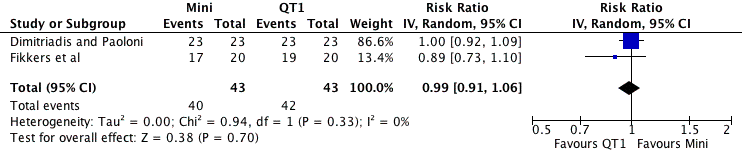 Mini QT1 Risk Ratio Risk Ratio
Study or Subgroup Events Total Events Total Weight IV, Random, 95% CI IV, Random, 95% CI
Dimitriadis and Paoloni 23 23 23 23 86.6% 1.00 [0.92, 1.09]
Fikkers et al 17 20 19 20 13.4% 0.89 [0.73, 1.10]
Total (95% CI) 43 43 100.0% 0.99 [0.91, 1.06]
Total events 40 42
Heterogeneity: Tau² = 0.00; Chi² = 0.94, df = 1 (P = 0.33); I² = 0%
Test for overall effect: Z = 0.38 (P = 0.70)
0.5 0.7 1 1.5 2
Favours QT1 Favours Mini